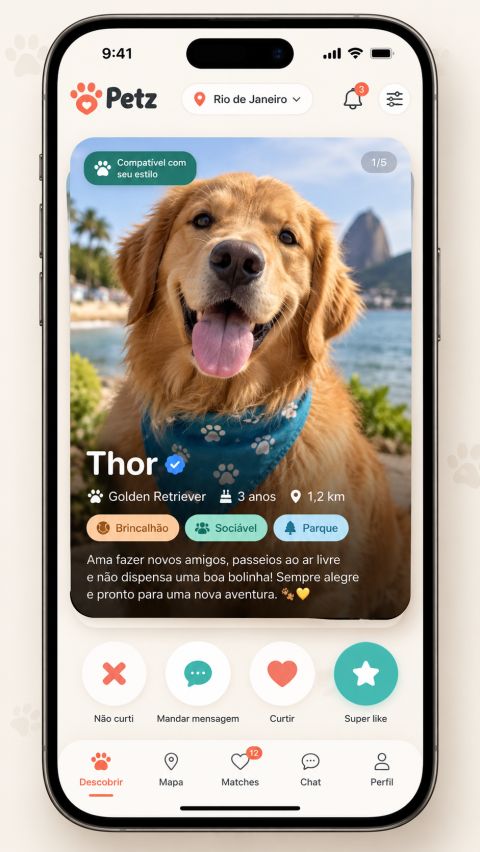 9:41
Petz
Rio de Janeiro
3
Compatível com
seu estilo
1/5
Thor
Golden Retriever 3 anos 1,2 km
Brincalhão Sociável Parque
Ama fazer novos amigos, passeios ao ar livre
e não dispensa uma boa bolinha! Sempre alegre
e pronto para uma nova aventura. 🐾💛
Não curti Mandar mensagem Curtir Super like
12
Descobrir Mapa Matches Chat Perfil